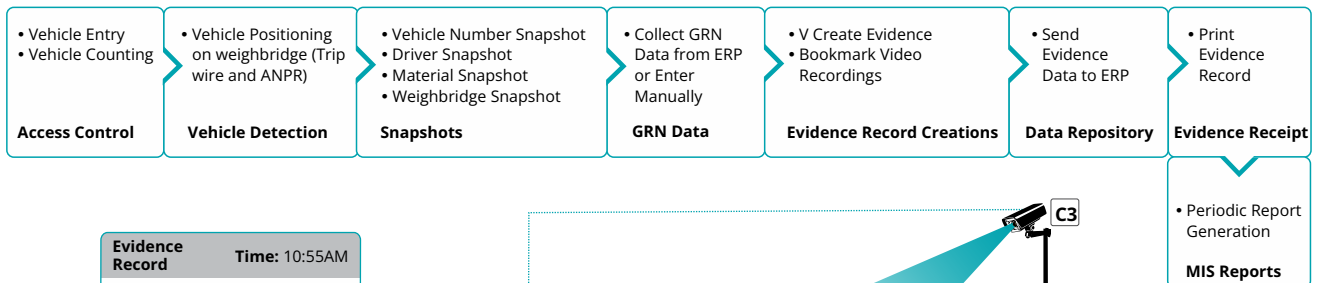 • Vehicle Entry
• Vehicle Counting
Access Control
• Vehicle Positioning
on weighbridge (Trip
wire and ANPR)
Vehicle Detection
• Vehicle Number Snapshot
• Driver Snapshot
• Material Snapshot
• Weighbridge Snapshot
Snapshots
• Collect GRN
Data from ERP
or Enter
Manually
GRN Data
• V Create Evidence
• Bookmark Video
Recordings
Evidence Record Creations
• Send
Evidence
Data to ERP
Data Repository
• Print
Evidence
Record
Evidence Receipt
• Periodic Report
Generation
MIS Reports
C3
Evidence
Record
Time: 10:55AM